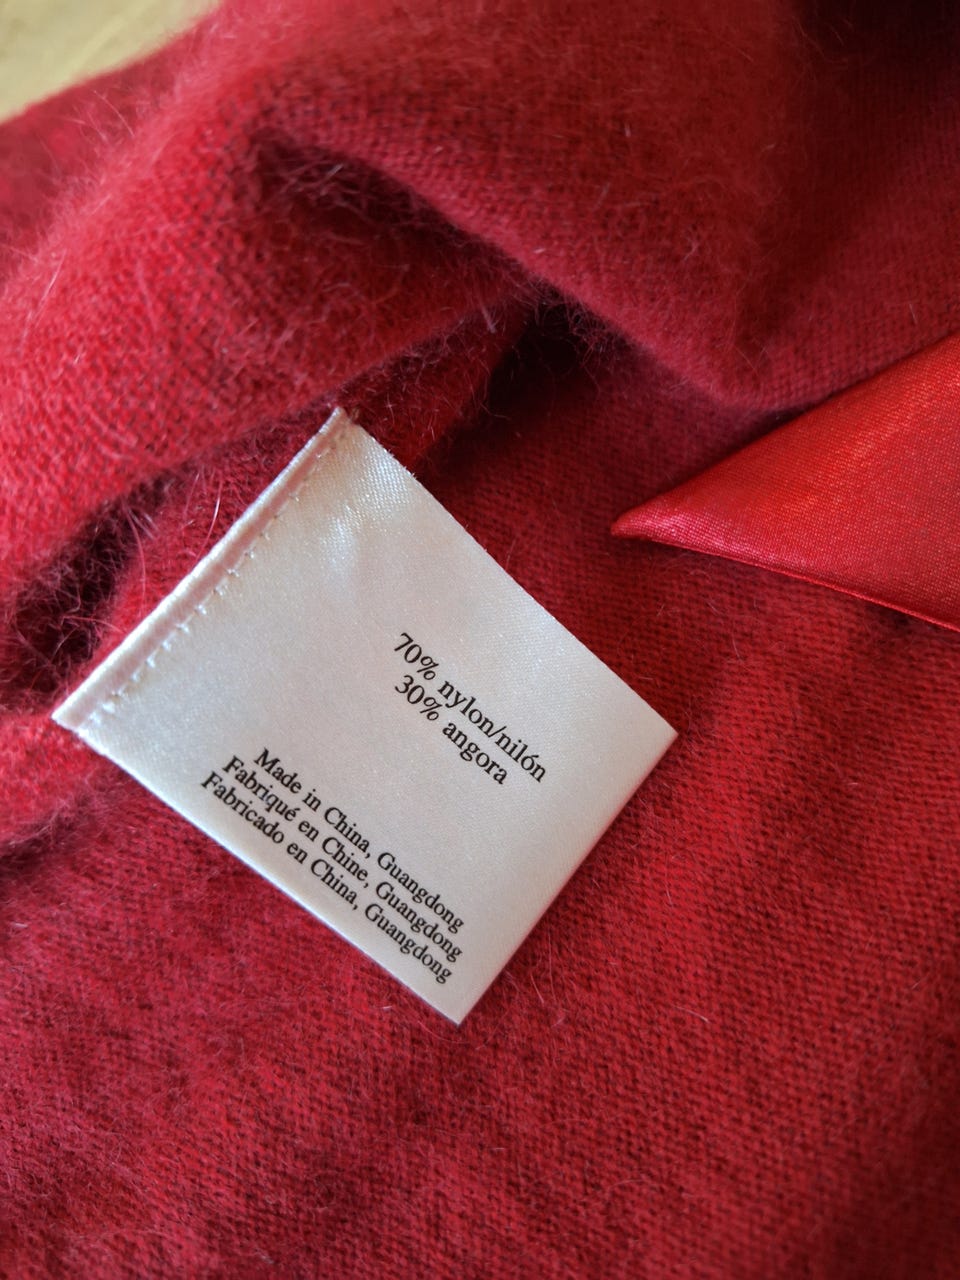 70% nylon/nilón
30% angora
Made in China, Guangdong
Fabriqué en Chine, Guangdong
Fabricado en China, Guangdong